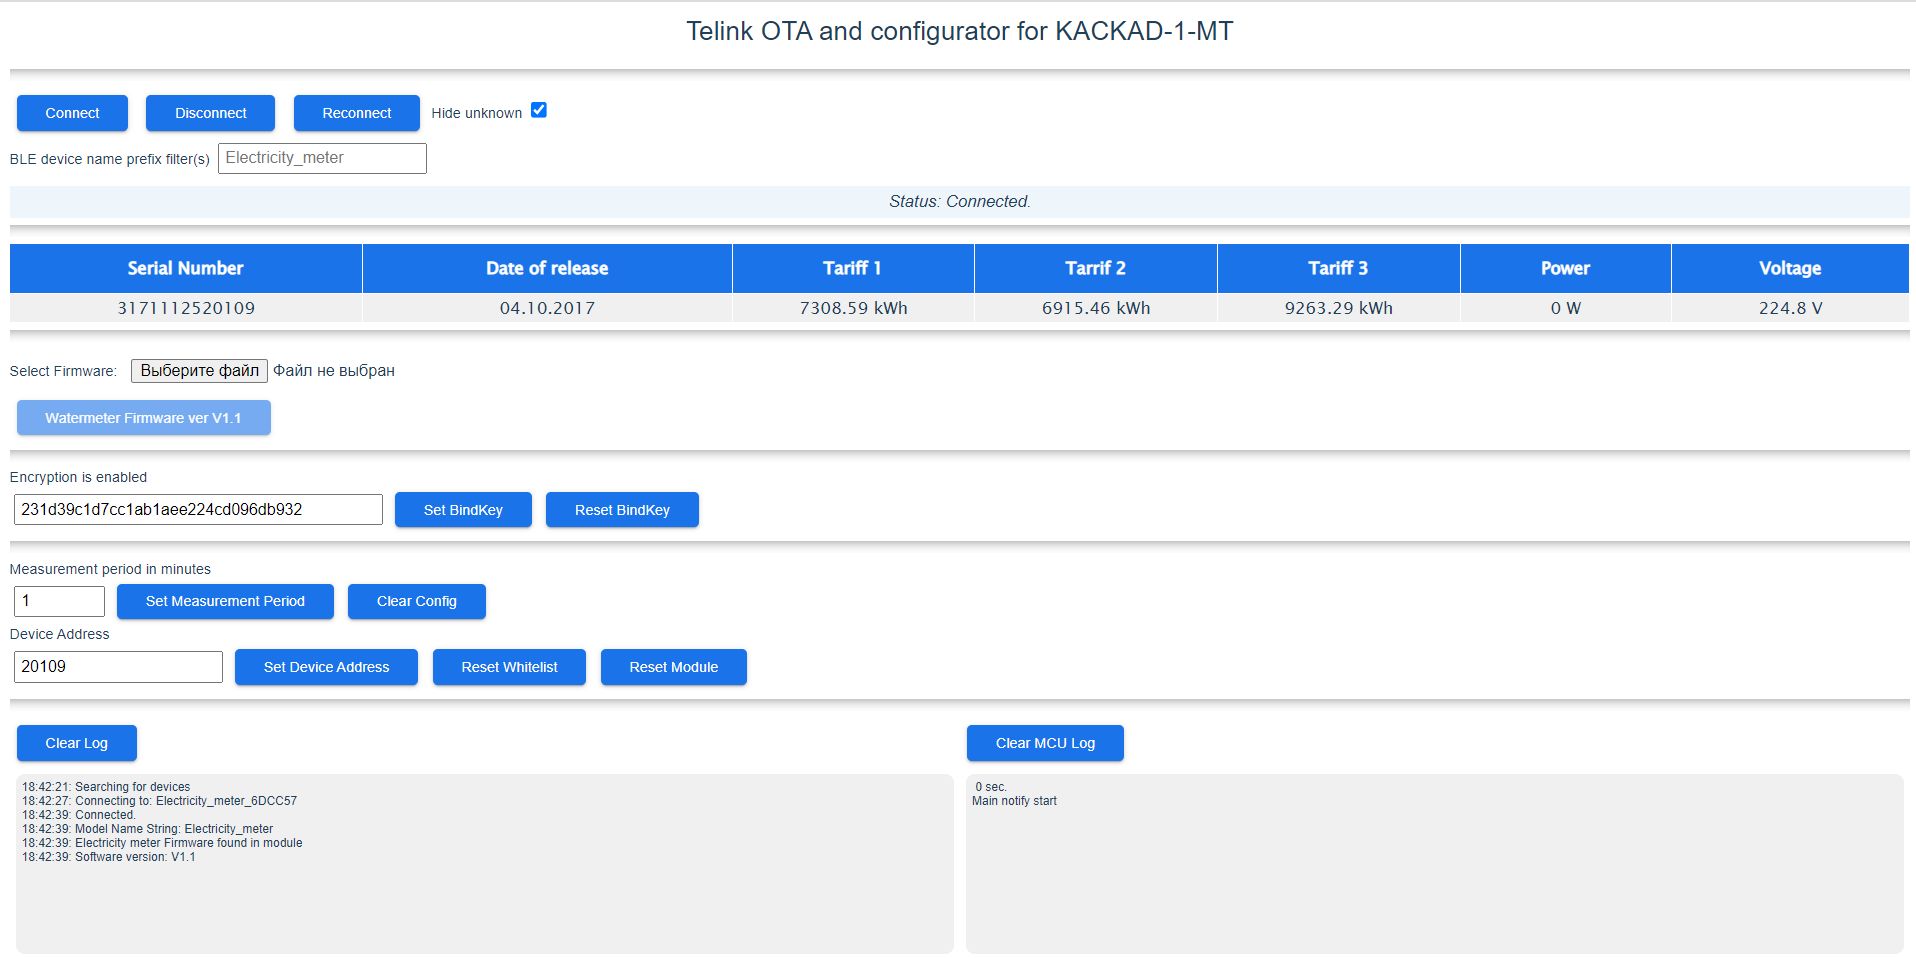 Telink OTA and configurator for KACKAD-1-MT
Connect Disconnect Reconnect Hide unknown
BLE device name prefix filter(s) Electricity_meter
Status: Connected.
Serial Number Date of release Tariff 1 Tarrif 2 Tariff 3 Power Voltage
3171112520109 04.10.2017 7308.59 kWh 6915.46 kWh 9263.29 kWh 0 W 224.8 V
Select Firmware: Выберите файл Файл не выбран
Watermeter Firmware ver V1.1
Encryption is enabled
231d39c1d7cc1ab1aee224cd096db932 Set BindKey Reset BindKey
Measurement period in minutes
1 Set Measurement Period Clear Config
Device Address
20109 Set Device Address Reset Whitelist Reset Module
Clear Log
18:42:21: Searching for devices
18:42:27: Connecting to: Electricity_meter_6DCC57
18:42:39: Connected.
18:42:39: Model Name String: Electricity_meter
18:42:39: Electricity meter Firmware found in module
18:42:39: Software version: V1.1
Clear MCU Log
0 sec.
Main notify start